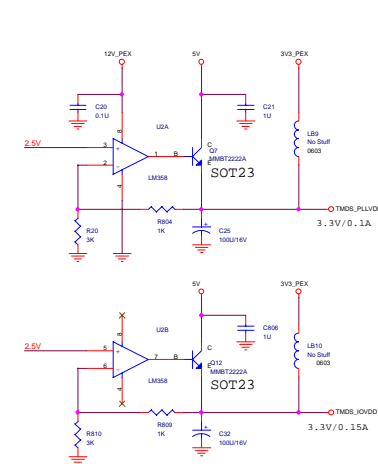 12V_PEX
5V
3V3_PEX
C20
0.1U
C21
1U
U2A
8
2.5V
3
+
1
B
C
Q7
MMBT2222A
E
SOT23
LB9
No Stuff
0603
2
-
4
LM358
TMDS_PLLVD
R804
1K
3.3V/0.1A
R20
3K
+
C25
100U/16V
5V
3V3_PEX
U2B
C806
1U
8
2.5V
5
+
7
B
C
LB10
No Stuff
0603
6
-
E
Q12
MMBT2222A
4
LM358
SOT23
TMDS_IOVDD
R809
1K
3.3V/0.15A
R810
3K
+
C32
100U/16V